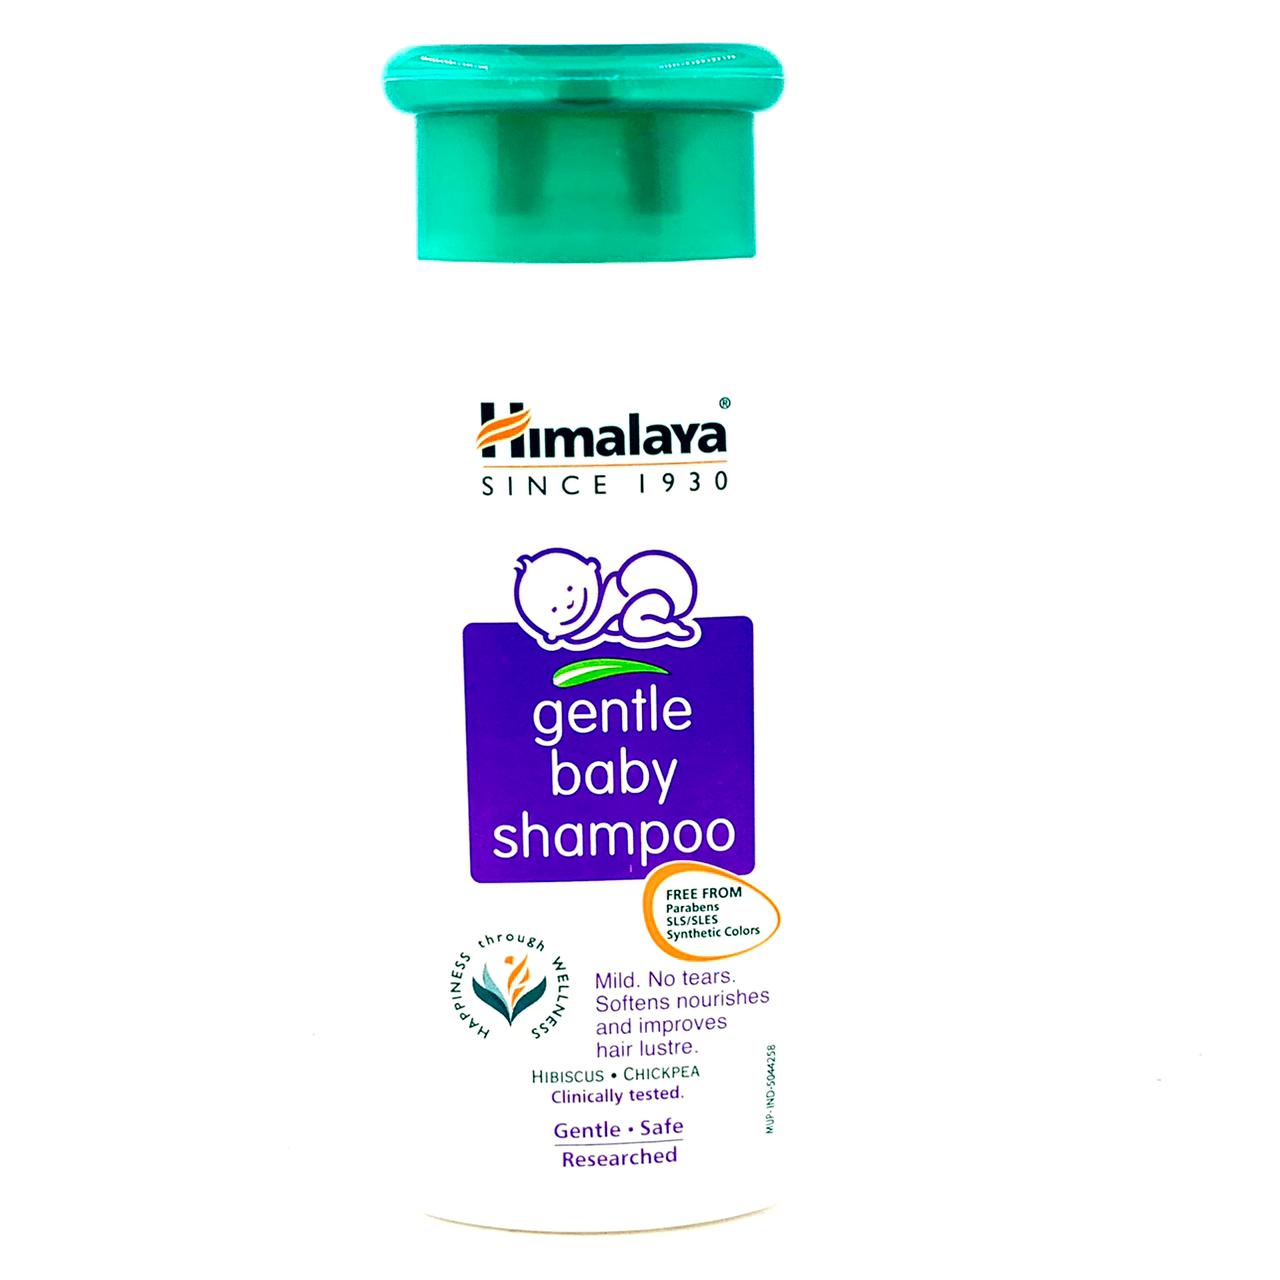 Himalaya®
SINCE 1930
gentle
baby
shampoo
FREE FROM
Parabens
SLS/SLES
Synthetic Colors
HAPPINESS through WELLNESS
Mild. No tears.
Softens nourishes
and improves
hair lustre.
HIBISCUS • CHICKPEA
Clinically tested.
Gentle • Safe
Researched
MUP-IND-5044258